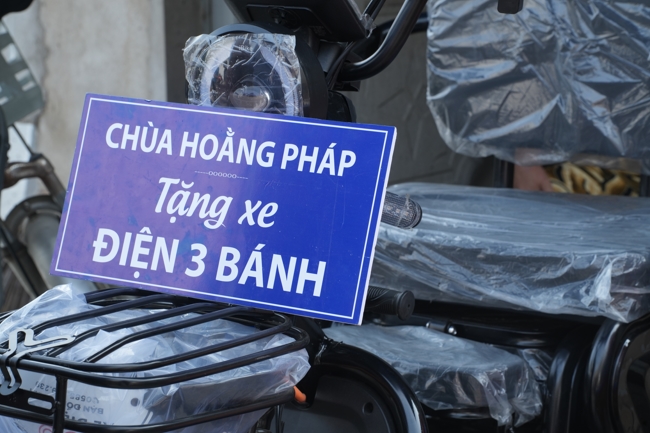 CHÙA HOẰNG PHÁP
Tặng xe
ĐIỆN 3 BÁNH